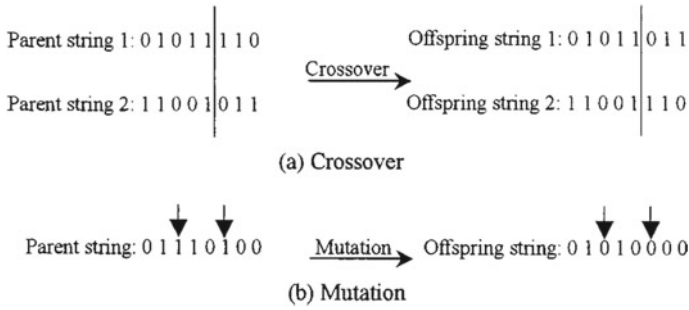 Parent string 1: 0 1 0 1 1 1 1 0
Offspring string 1: 0 1 0 1 1 0 1 1
Crossover
Parent string 2: 1 1 0 0 1 0 1 1
Offspring string 2: 1 1 0 0 1 1 1 0
(a) Crossover
Parent string: 0 1 1 1 0 1 0 0
Mutation
Offspring string: 0 1 0 1 0 0 0 0
(b) Mutation